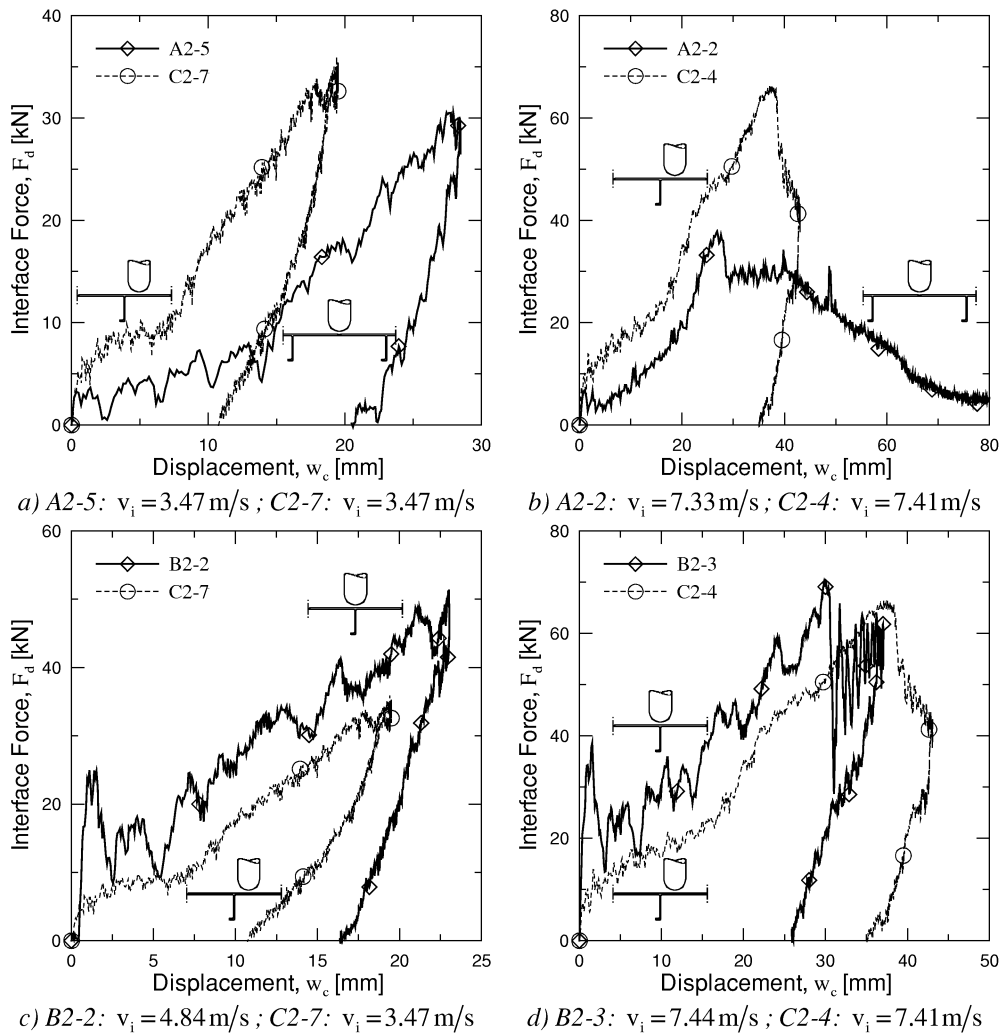 40
30
20
10
0
0 10 20 30
Interface Force, F_d [kN]
Displacement, w_c [mm]
A2-5
C2-7
a) A2-5: v_i = 3.47 m/s ; C2-7: v_i = 3.47 m/s
80
60
40
20
0
0 20 40 60 80
Interface Force, F_d [kN]
Displacement, w_c [mm]
A2-2
C2-4
b) A2-2: v_i = 7.33 m/s ; C2-4: v_i = 7.41 m/s
60
40
20
0
0 5 10 15 20 25
Interface Force, F_d [kN]
Displacement, w_c [mm]
B2-2
C2-7
c) B2-2: v_i = 4.84 m/s ; C2-7: v_i = 3.47 m/s
80
60
40
20
0
0 10 20 30 40 50
Interface Force, F_d [kN]
Displacement, w_c [mm]
B2-3
C2-4
d) B2-3: v_i = 7.44 m/s ; C2-4: v_i = 7.41 m/s